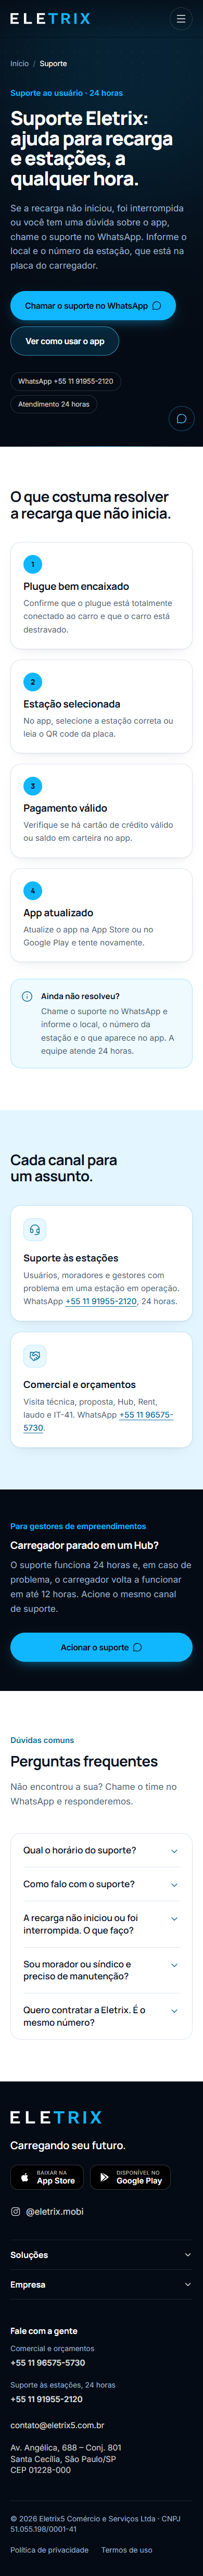 ELETRIX
Início / Suporte
Suporte ao usuário · 24 horas
Suporte Eletrix:
ajuda para recarga
e estações, a
qualquer hora.
Se a recarga não iniciou, foi interrompida
ou você tem uma dúvida sobre o app,
chame o suporte no WhatsApp. Informe o
local e o número da estação, que está na
placa do carregador.
Chamar o suporte no WhatsApp
Ver como usar o app
WhatsApp +55 11 91955-2120
Atendimento 24 horas
O que costuma resolver
a recarga que não inicia.
1
Plugue bem encaixado
Confirme que o plugue está totalmente
conectado ao carro e que o carro está
destravado.
2
Estação selecionada
No app, selecione a estação correta ou
leia o QR code da placa.
3
Pagamento válido
Verifique se há cartão de crédito válido
ou saldo em carteira no app.
4
App atualizado
Atualize o app na App Store ou no
Google Play e tente novamente.
Ainda não resolveu?
Chame o suporte no WhatsApp e
informe o local, o número da
estação e o que aparece no app. A
equipe atende 24 horas.
Cada canal para
um assunto.
Suporte às estações
Usuários, moradores e gestores com
problema em uma estação em operação.
WhatsApp +55 11 91955-2120, 24 horas.
Comercial e orçamentos
Visita técnica, proposta, Hub, Rent,
laudo e IT-41. WhatsApp +55 11 96575-
5730.
Para gestores de empreendimentos
Carregador parado em um Hub?
O suporte funciona 24 horas e, em caso de
problema, o carregador volta a funcionar
em até 12 horas. Acione o mesmo canal
de suporte.
Acionar o suporte
Dúvidas comuns
Perguntas frequentes
Não encontrou a sua? Chame o time no
WhatsApp e respondemos.
Qual o horário do suporte?
Como falo com o suporte?
A recarga não iniciou ou foi
interrompida. O que faço?
Sou morador ou síndico e
preciso de manutenção?
Quero contratar a Eletrix. É o
mesmo número?
ELETRIX
Carregando seu futuro.
BAIXAR NA
App Store
DISPONÍVEL NO
Google Play
@eletrix.mobi
Soluções
Empresa
Fale com a gente
Comercial e orçamentos
+55 11 96575-5730
Suporte às estações, 24 horas
+55 11 91955-2120
contato@eletrix5.com.br
Av. Angélica, 688 – Conj. 801
Santa Cecília, São Paulo/SP
CEP 01228-000
© 2026 Eletrix5 Comércio e Serviços Ltda · CNPJ
51.055.198/0001-41
Política de privacidade
Termos de uso